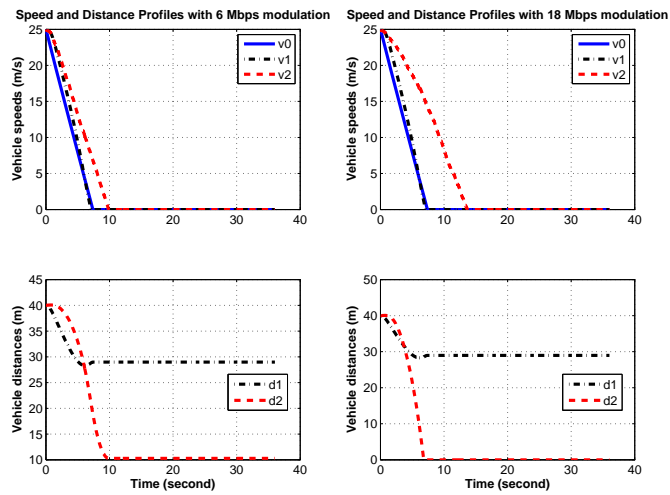 Speed and Distance Profiles with 6 Mbps modulation
Vehicle speeds (m/s)
25
20
15
10
5
0
0
10
20
30
40
v0
v1
v2
Speed and Distance Profiles with 18 Mbps modulation
Vehicle speeds (m/s)
25
20
15
10
5
0
0
10
20
30
40
v0
v1
v2
Vehicle distances (m)
45
40
35
30
25
20
15
10
0
10
20
30
40
Time (second)
d1
d2
Vehicle distances (m)
50
40
30
20
10
0
0
10
20
30
40
Time (second)
d1
d2